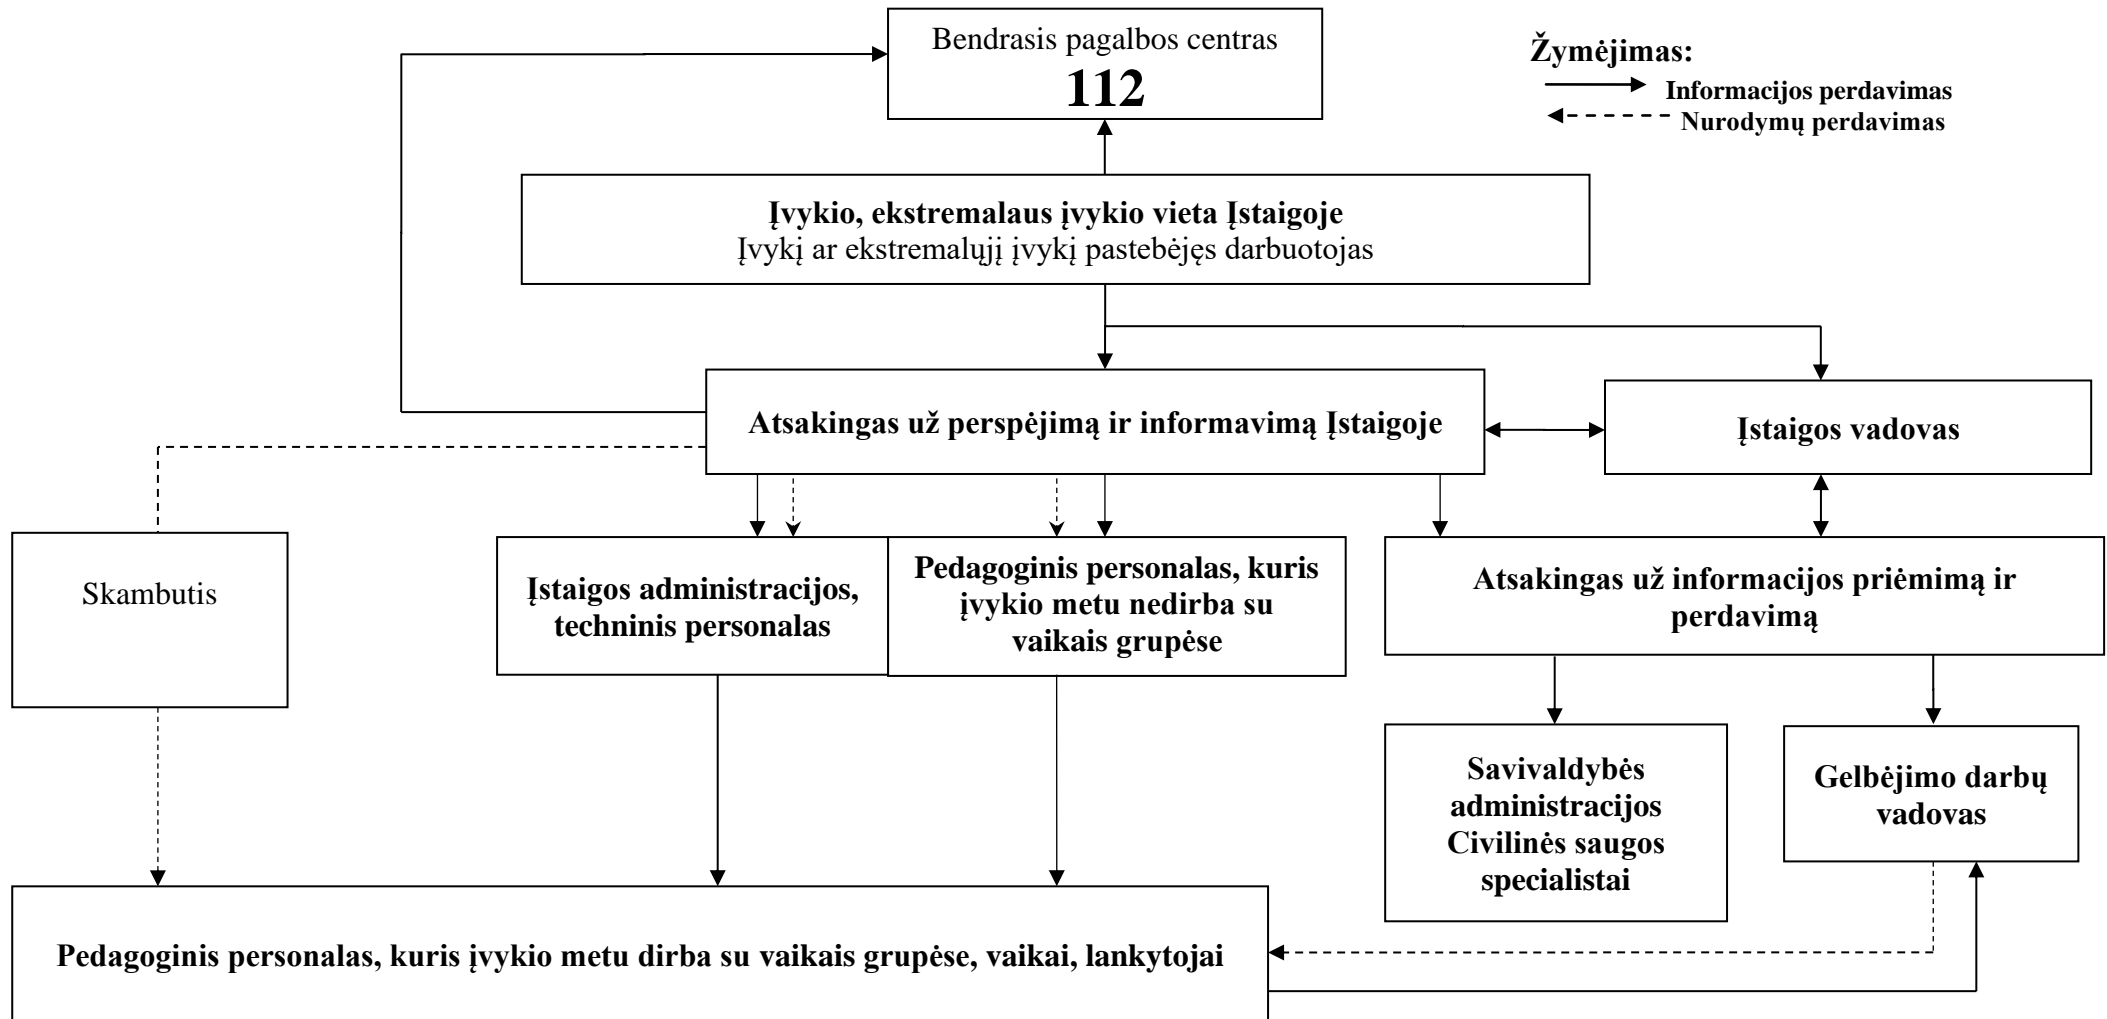 Bendrasis pagalbos centras
112
Žymėjimas:
Informacijos perdavimas
Nurodymų perdavimas
Įvykio, ekstremalaus įvykio vieta Įstaigoje
Įvykį ar ekstremalųjį įvykį pastebėjęs darbuotojas
Atsakingas už perspėjimą ir informavimą Įstaigoje
Įstaigos vadovas
Skambutis
Įstaigos administracijos,
techninis personalas
Pedagoginis personalas, kuris
įvykio metu nedirba su
vaikais grupėse
Atsakingas už informacijos priėmimą ir
perdavimą
Savivaldybės
administracijos
Civilinės saugos
specialistai
Gelbėjimo darbų
vadovas
Pedagoginis personalas, kuris įvykio metu dirba su vaikais grupėse, vaikai, lankytojai